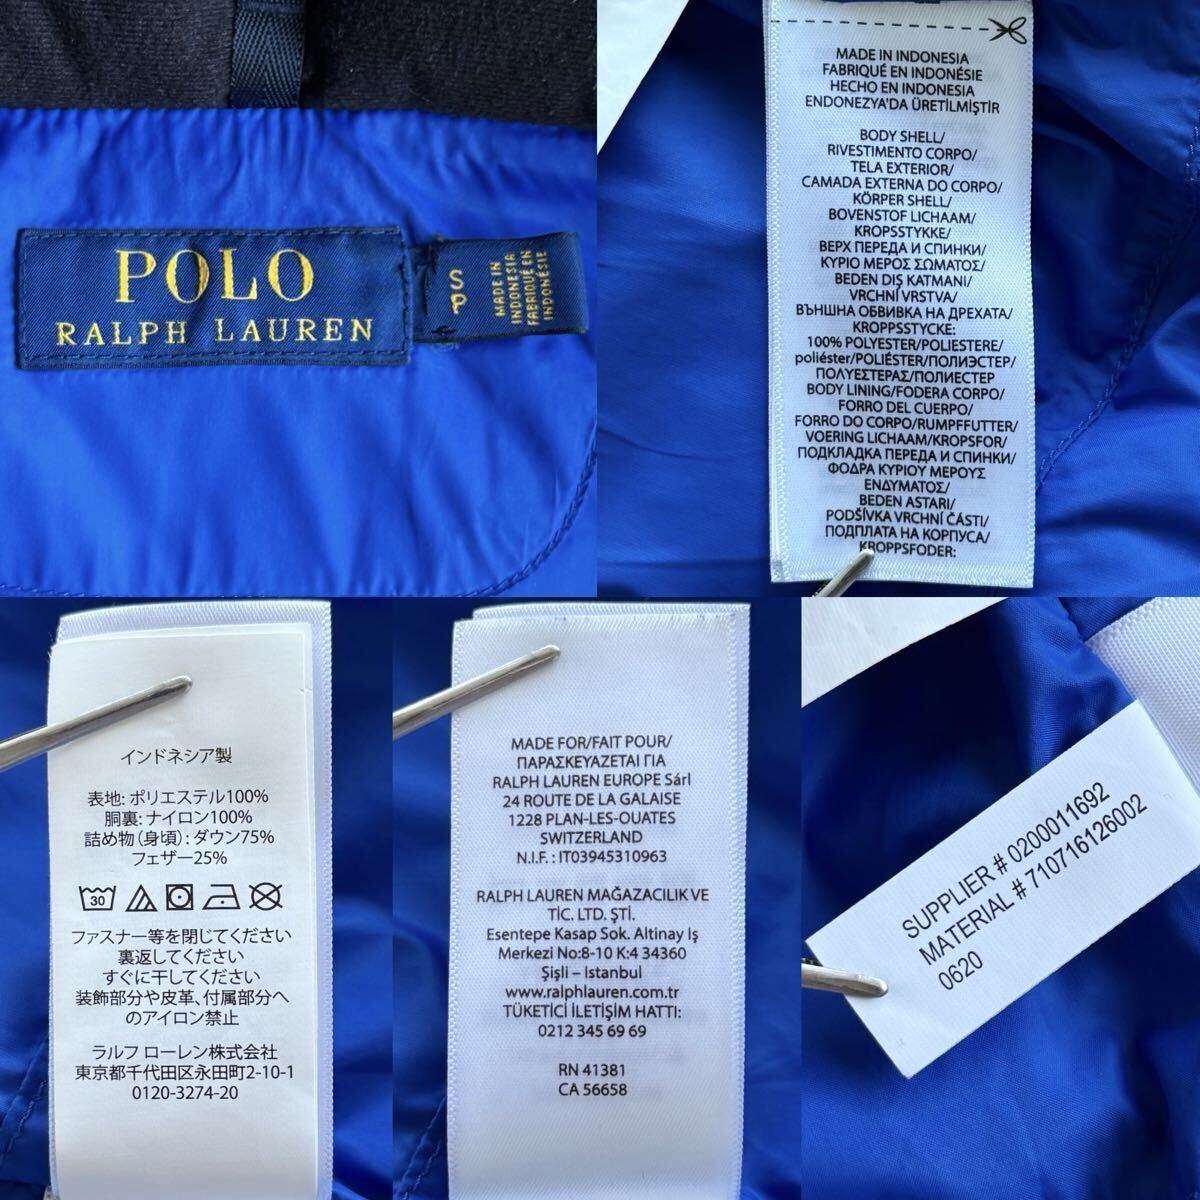 POLO
RALPH LAUREN
S
P
MADE IN
INDONESIA
FABRIQUÉ EN
INDONÉSIE
MADE IN INDONESIA
FABRIQUÉ EN INDONÉSIE
HECHO EN INDONESIA
ENDONEZYA'DA ÜRETİLMİŞTİR
BODY SHELL/
RIVESTIMENTO CORPO/
TELA EXTERIOR/
CAMADA EXTERNA DO CORPO/
KÖRPER SHELL/
BOVENSTOF LICHAAM/
KROPSSTYKKE/
ВЕРХ ПЕРЕДА И СПИНКИ/
ΚΥΡΙΟ ΜΕΡΟΣ ΣΩΜΑΤΟΣ/
BEDEN DIŞ KATMANI/
VRCHNÍ VRSTVA/
ВЪНШНА ОБВИВКА НА ДРЕХАТА/
KROPPSSTYCKE:
100% POLYESTER/POLIESTERE/
poliéster/POLIÉSTER/ПОЛИЭСТЕР/
ΠΟΛΥΕΣΤΕΡΑΣ/ПОЛИЕСТЕР
BODY LINING/FODERA CORPO/
FORRO DEL CUERPO/
FORRO DO CORPO/RUMPFFUTTER/
VOERING LICHAAM/KROPSFOR/
ПОДКЛАДКА ПЕРЕДА И СПИНКИ/
ΦΟΔΡΑ ΚΥΡΙΟΥ ΜΕΡΟΥΣ
ΕΝΔΥΜΑΤΟΣ/
BEDEN ASTARI/
PODŠÍVKA VRCHNÍ ČÁSTI/
ПОДПЛАТА НА КОРПУСА/
KROPPSFODER:
インドネシア製
表地: ポリエステル100%
胴裏: ナイロン100%
詰め物(身頃): ダウン75%
フェザー25%
30
ファスナー等を閉じてください
裏返してください
すぐに干してください
装飾部分や皮革、付属部分へ
のアイロン禁止
ラルフ ローレン株式会社
東京都千代田区永田町2-10-1
0120-3274-20
MADE FOR/FAIT POUR/
ΠΑΡΑΣΚΕΥΑΖΕΤΑΙ ΓΙΑ
RALPH LAUREN EUROPE Sárl
24 ROUTE DE LA GALAISE
1228 PLAN-LES-OUATES
SWITZERLAND
N.I.F. : IT03945310963
RALPH LAUREN MAĞAZACILIK VE
TİC. LTD. ŞTİ.
Esentepe Kasap Sok. Altinay Iş
Merkezi No:8-10 K:4 34360
Şişli – Istanbul
www.ralphlauren.com.tr
TÜKETİCİ İLETİŞİM HATTI:
0212 345 69 69
RN 41381
CA 56658
SUPPLIER # 0200011692
MATERIAL # 710716126002
0620